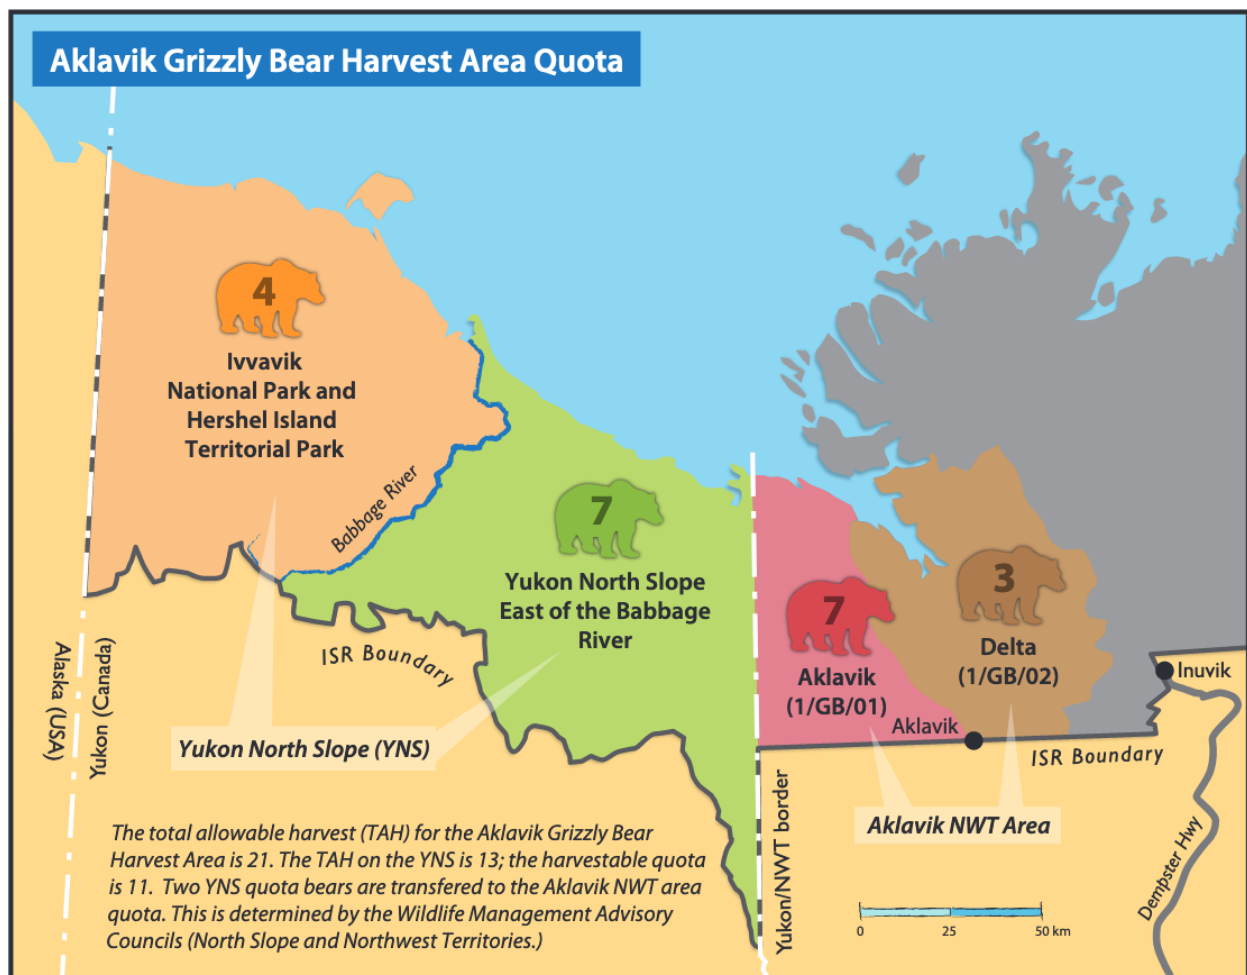 Aklavik Grizzly Bear Harvest Area Quota
4
Ivvavik
National Park and
Hershel Island
Territorial Park
Babbage River
7
Yukon North Slope
East of the Babbage
River
7
Aklavik
(1/GB/01)
3
Delta
(1/GB/02)
Inuvik
Aklavik
ISR Boundary
ISR Boundary
Alaska (USA)
Yukon (Canada)
Yukon North Slope (YNS)
Aklavik NWT Area
Yukon/NWT border
Dempster Hwy
The total allowable harvest (TAH) for the Aklavik Grizzly Bear
Harvest Area is 21. The TAH on the YNS is 13; the harvestable quota
is 11. Two YNS quota bears are transfered to the Aklavik NWT area
quota. This is determined by the Wildlife Management Advisory
Councils (North Slope and Northwest Territories.)
0 25 50 km